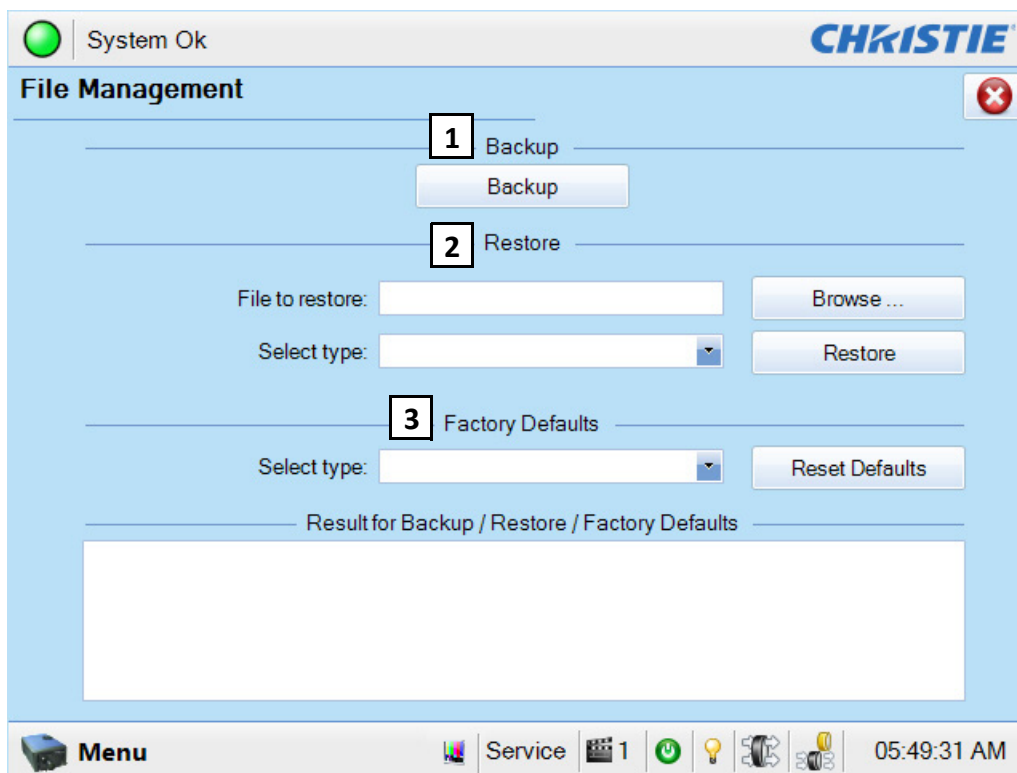 System Ok
CHRISTIE
File Management
1
Backup
Backup
2
Restore
File to restore:
Browse ...
Select type:
Restore
3
Factory Defaults
Select type:
Reset Defaults
Result for Backup / Restore / Factory Defaults
Menu
Service
1
05:49:31 AM